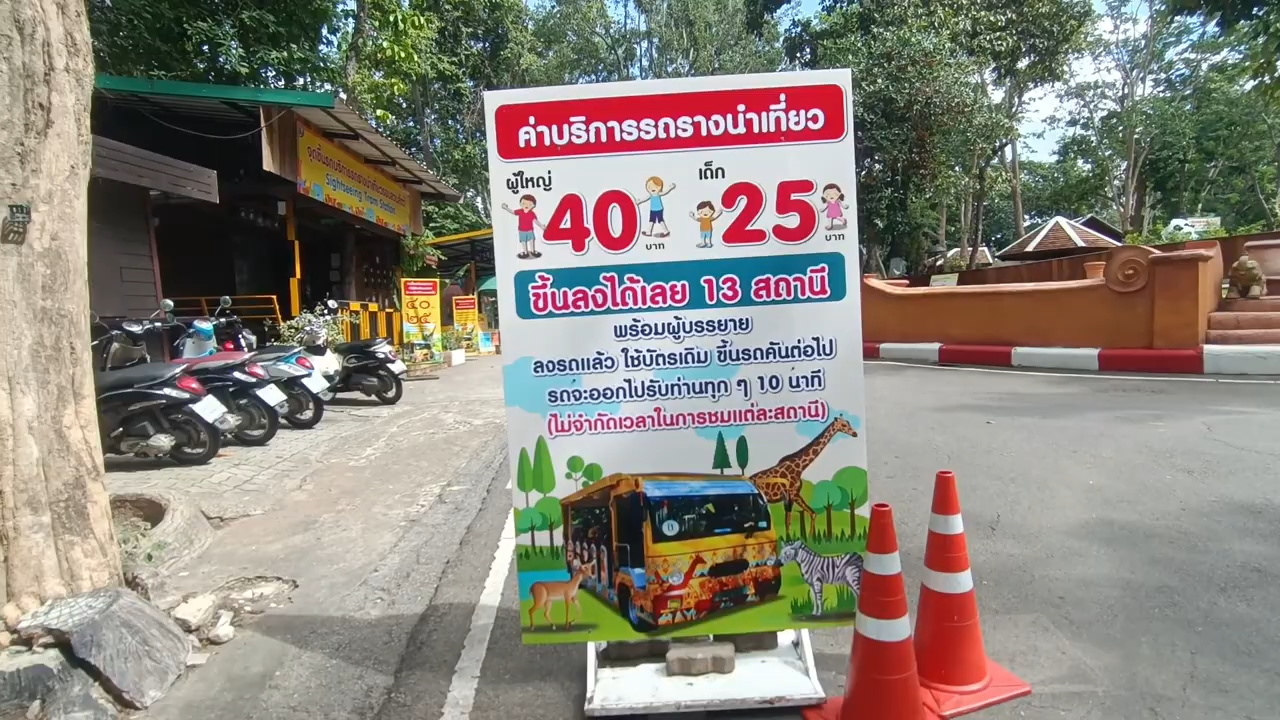 ค่าบริการรถรางนำเที่ยว
ผู้ใหญ่ 40 บาท
เด็ก 25 บาท
ขึ้นลงได้เลย 13 สถานี
พร้อมผู้บรรยาย
ลงรถแล้ว ใช้บัตรเดิม ขึ้นรถคันต่อไป
รถจะออกไปรับท่านทุก ๆ 10 นาที
(ไม่จำกัดเวลาในการชมแต่ละสถานี)
Sightseeing Tram Station
๕๐
๒๕